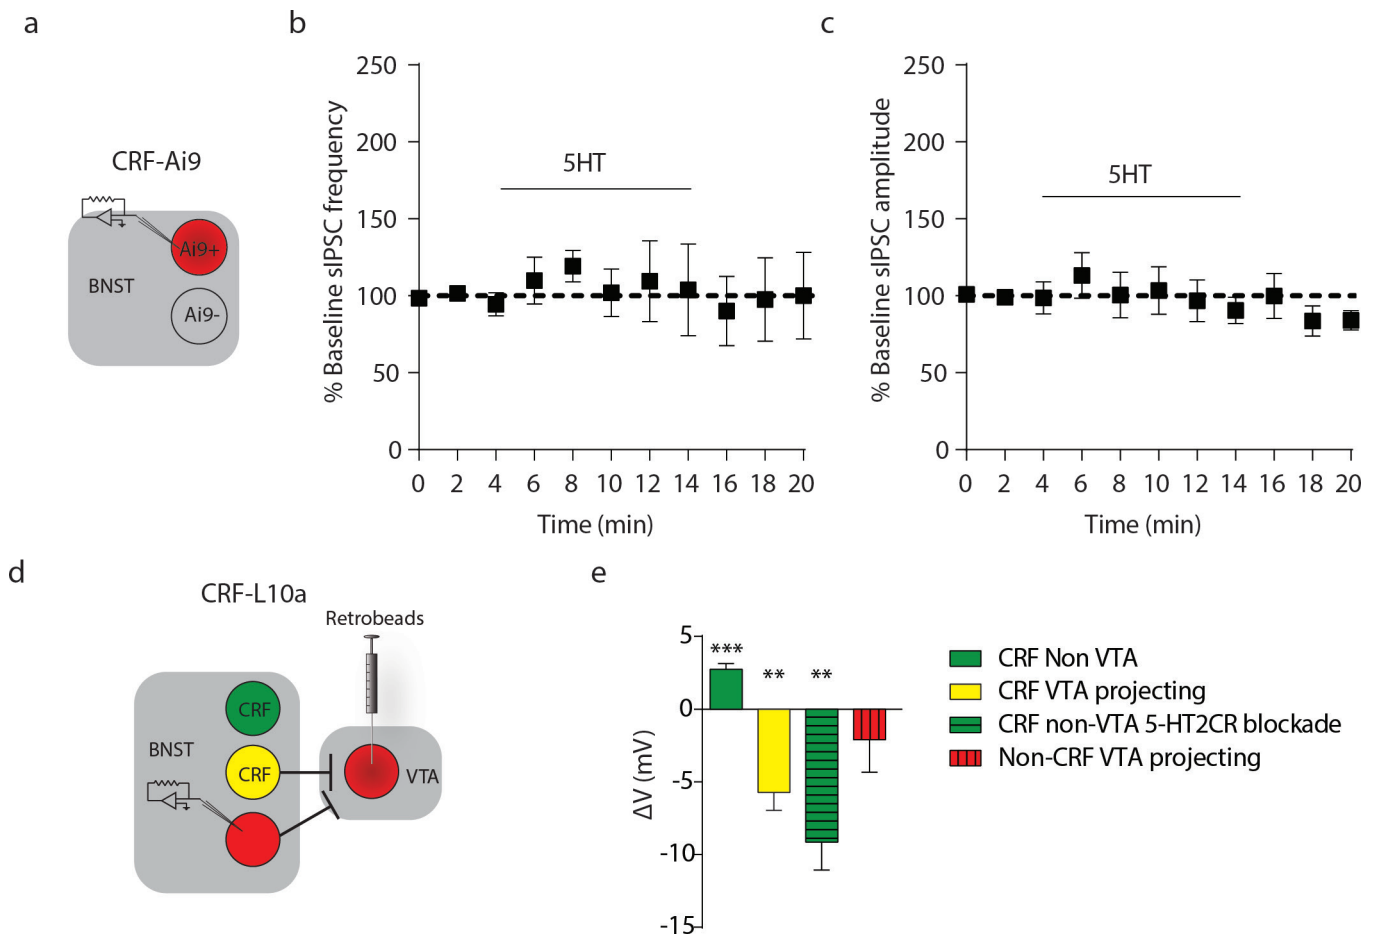 a
CRF-Ai9
Ai9+
BNST
Ai9-
b
% Baseline sIPSC frequency
250
200
150
100
50
0
5HT
0 2 4 6 8 10 12 14 16 18 20
Time (min)
c
% Baseline sIPSC amplitude
250
200
150
100
50
0
5HT
0 2 4 6 8 10 12 14 16 18 20
Time (min)
d
CRF-L10a
Retrobeads
CRF
BNST
CRF
VTA
e
ΔV (mV)
5
0
-5
-10
-15
***
**
**
CRF Non VTA
CRF VTA projecting
CRF non-VTA 5-HT2CR blockade
Non-CRF VTA projecting